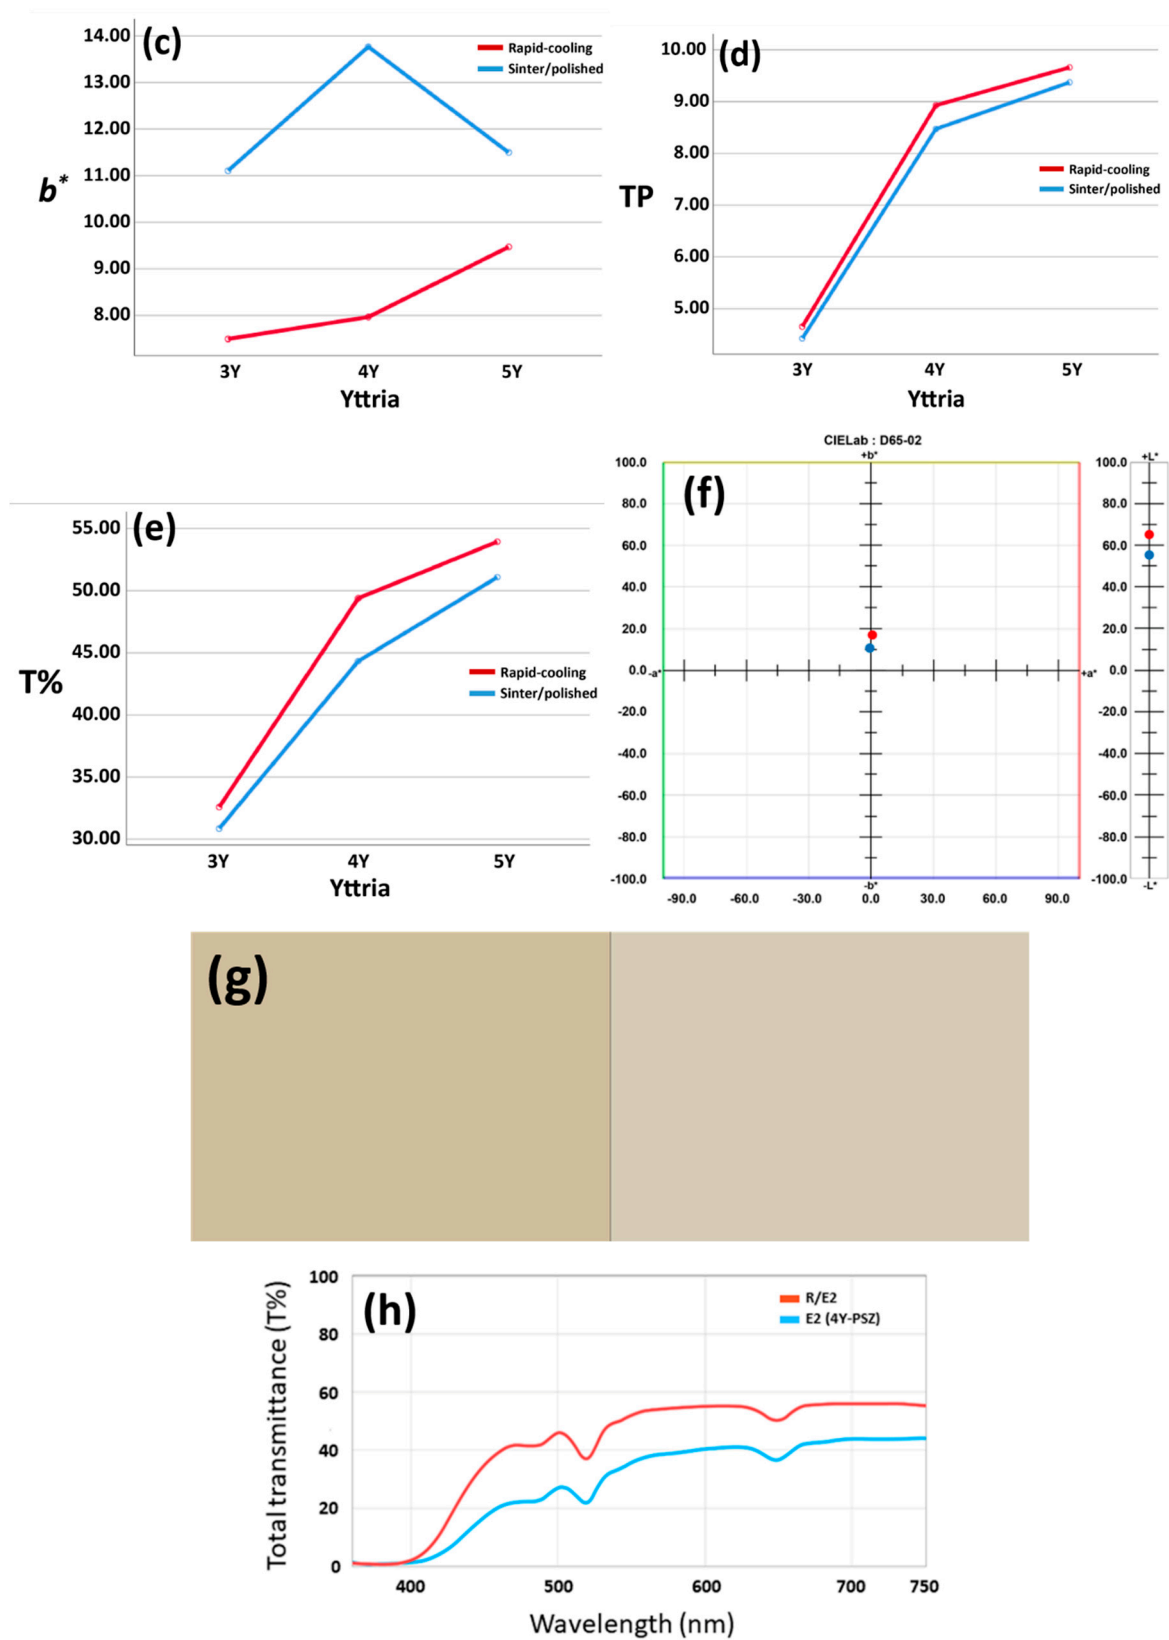 (c)
14.00
13.00
12.00
11.00
10.00
9.00
8.00
b*
Rapid-cooling
Sinter/polished
3Y 4Y 5Y
Yttria
(d)
10.00
9.00
8.00
7.00
6.00
5.00
TP
Rapid-cooling
Sinter/polished
3Y 4Y 5Y
Yttria
(e)
55.00
50.00
45.00
40.00
35.00
30.00
T%
Rapid-cooling
Sinter/polished
3Y 4Y 5Y
Yttria
CIELab : D65-02
(f)
+b*
100.0
80.0
60.0
40.0
20.0
0.0
-20.0
-40.0
-60.0
-80.0
-100.0
-a*
+a*
-b*
-90.0 -60.0 -30.0 0.0 30.0 60.0 90.0
+L*
100.0
80.0
60.0
40.0
20.0
0.0
-20.0
-40.0
-60.0
-80.0
-100.0
-L*
(g)
(h)
Total transmittance (T%)
100
80
60
40
20
0
R/E2
E2 (4Y-PSZ)
400 500 600 700 750
Wavelength (nm)